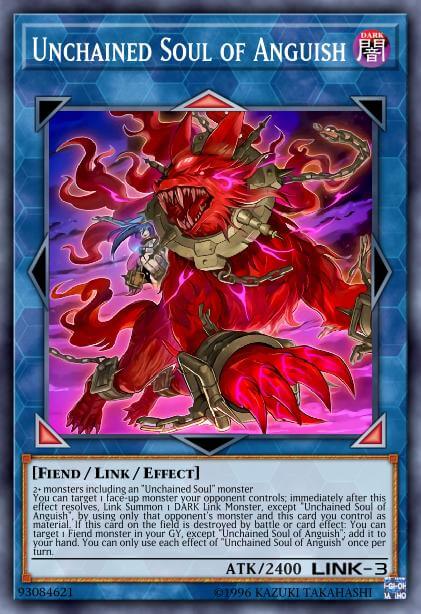 UNCHAINED SOUL OF ANGUISH
DARK
闇
[FIEND / LINK / EFFECT]
2+ monsters including an "Unchained Soul" monster
You can target 1 face-up monster your opponent controls; immediately after this
effect resolves, Link Summon 1 DARK Link Monster, except "Unchained Soul of
Anguish", by using only that opponent's monster and this card you control as
material. If this card on the field is destroyed by battle or card effect: You can
target 1 Fiend monster in your GY, except "Unchained Soul of Anguish"; add it to
your hand. You can only use each effect of "Unchained Soul of Anguish" once per
turn.
ATK/2400 LINK-3
93084621 ©1996 KAZUKI TAKAHASHI